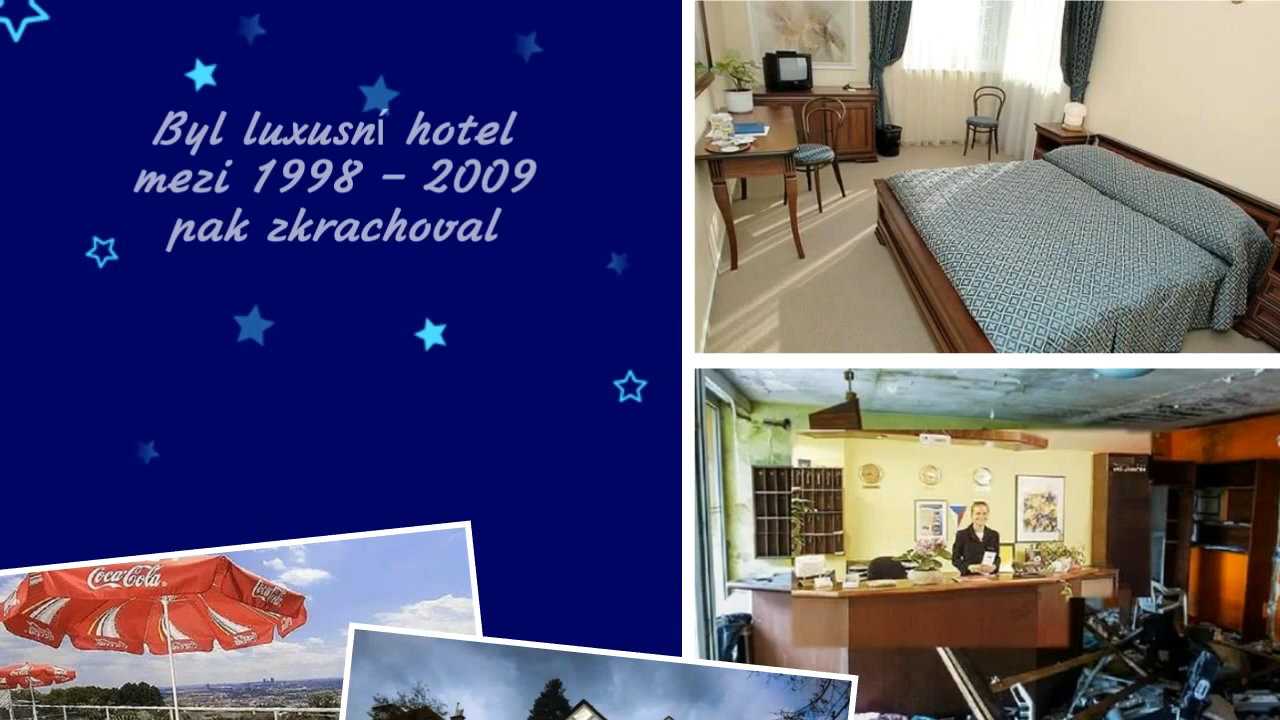 Byl luxusní hotel
mezi 1998 – 2009
pak zkrachoval
Coca-Cola